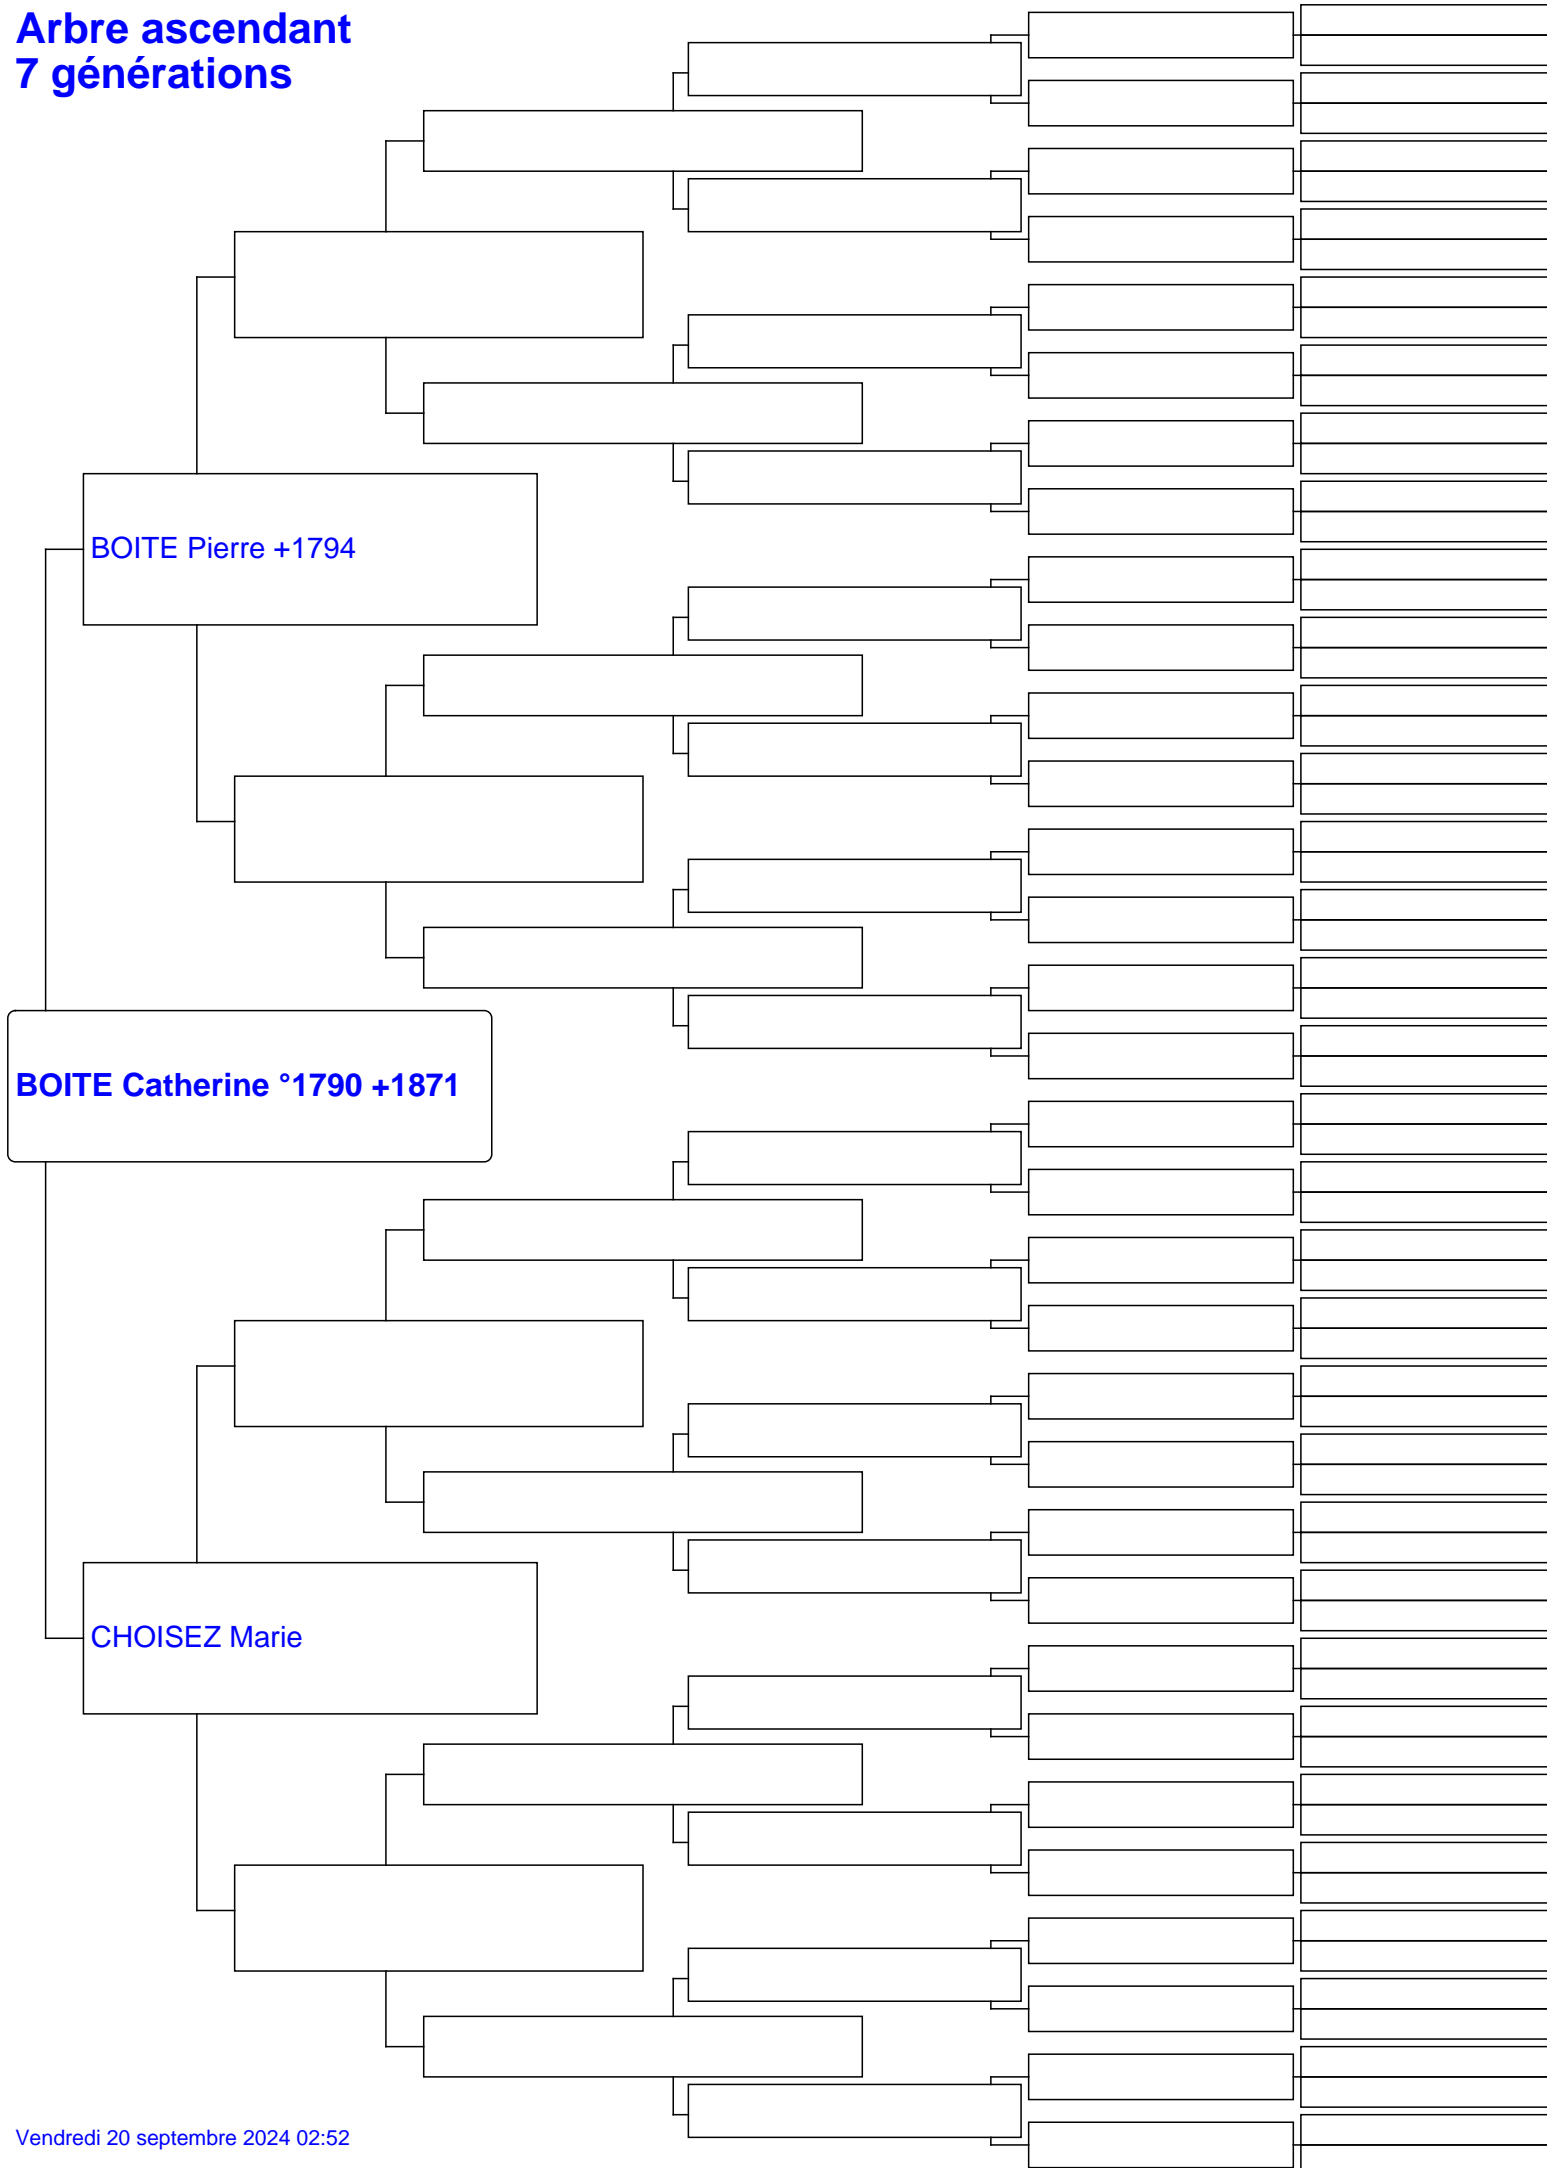 Arbre ascendant
7 générations
BOITE Pierre +1794
BOITE Catherine °1790 +1871
CHOISEZ Marie
Vendredi 20 septembre 2024 02:52